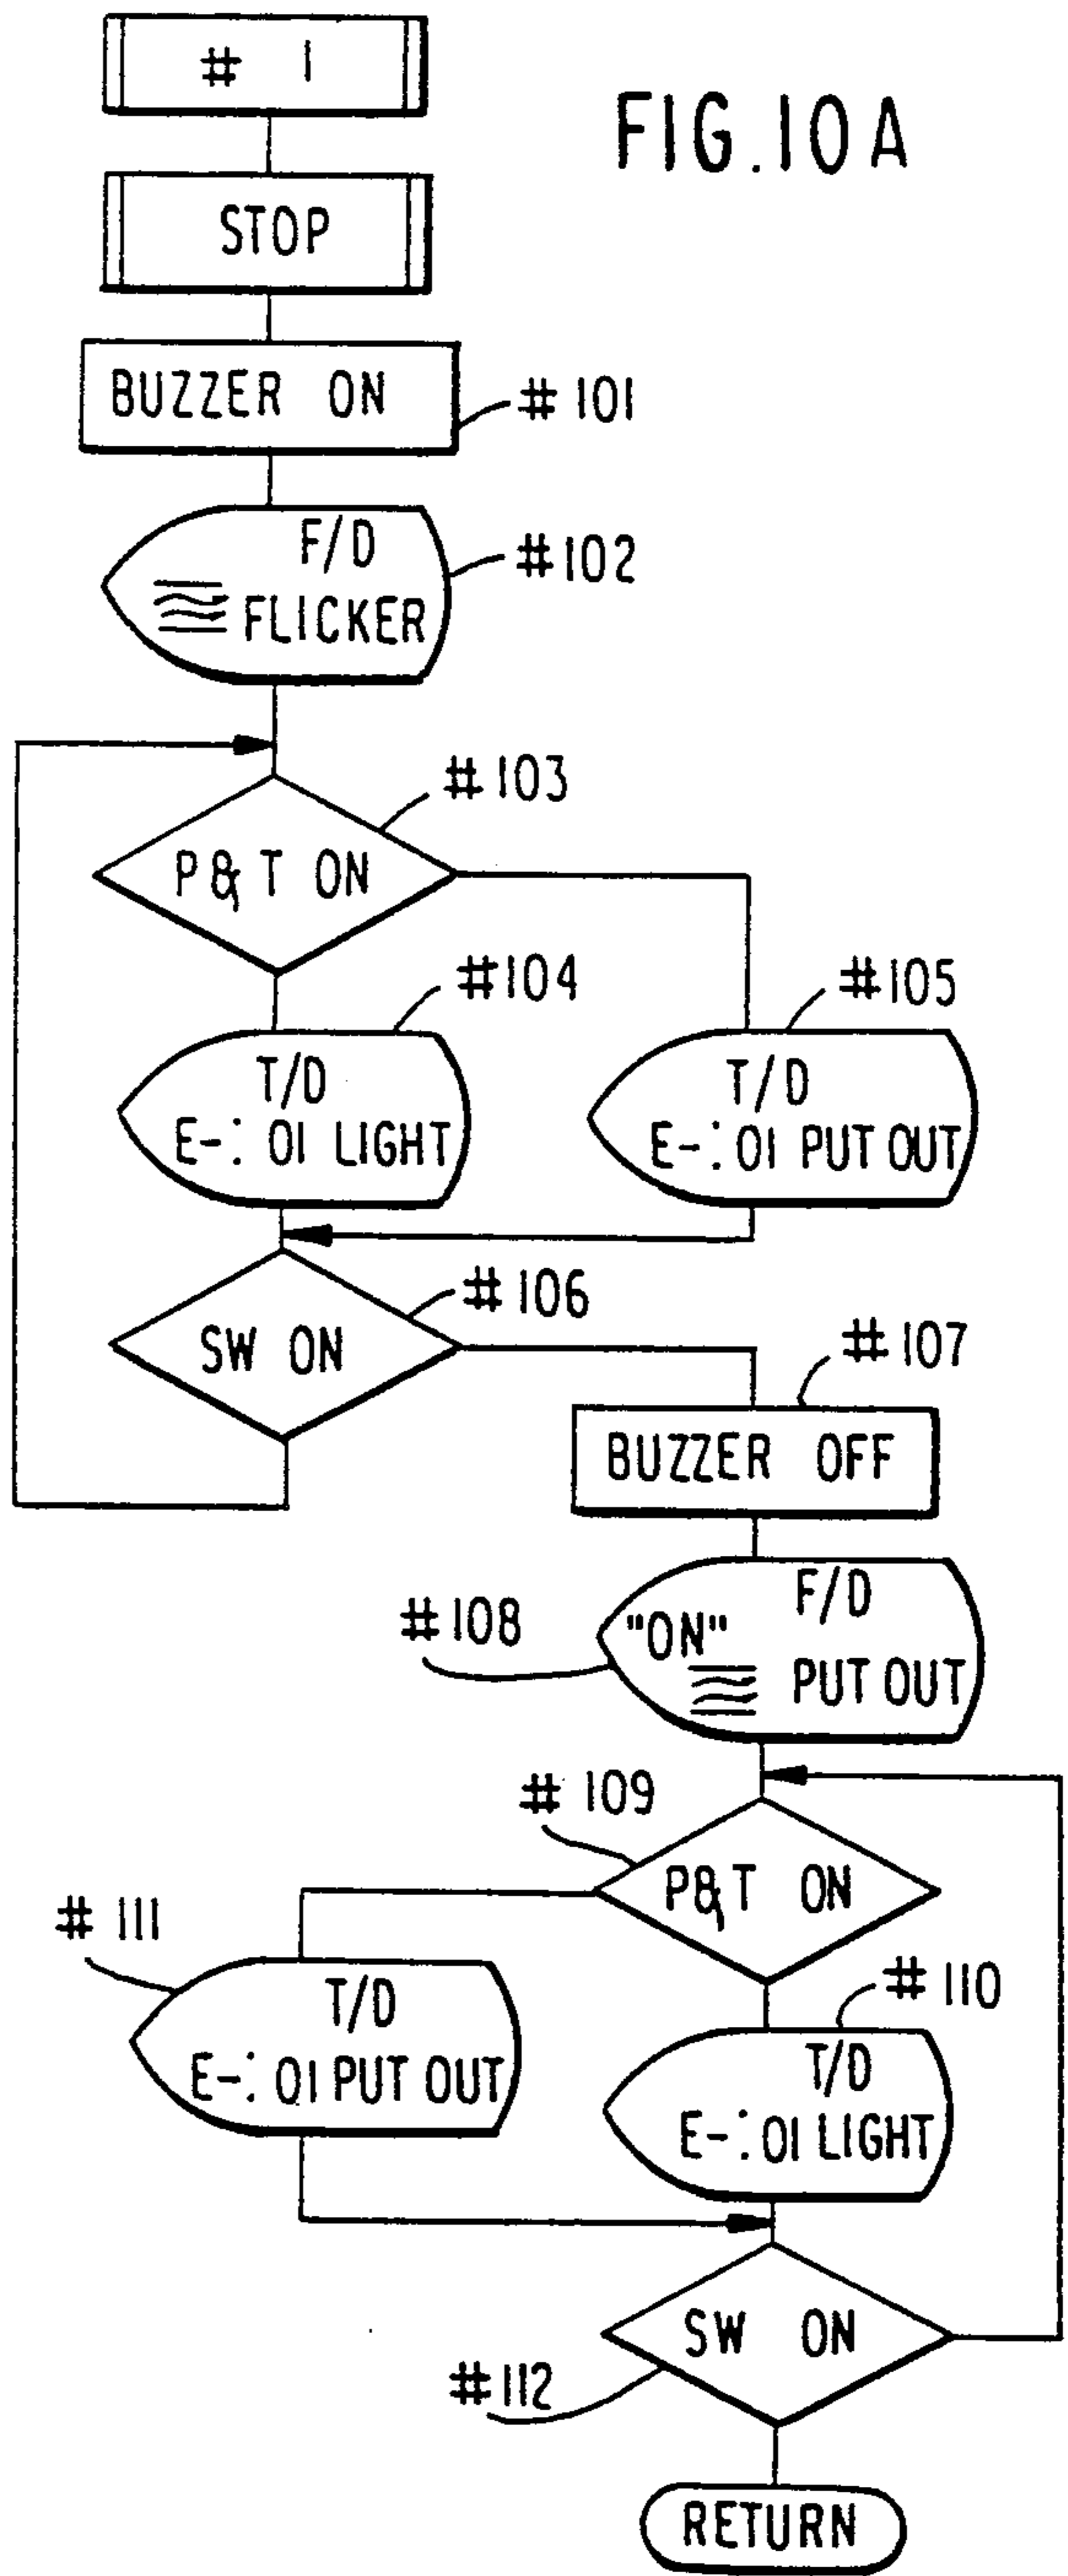 # 1
FIG.10A
STOP
BUZZER ON
#101
F/D
FLICKER
#102
#103
P&T ON
#104
T/D
E-:01 LIGHT
#105
T/D
E-:01 PUT OUT
#106
SW ON
#107
BUZZER OFF
#108
F/D
"ON"
PUT OUT
#109
P&T ON
#111
T/D
E-:01 PUT OUT
#110
T/D
E-:01 LIGHT
SW ON
#112
RETURN